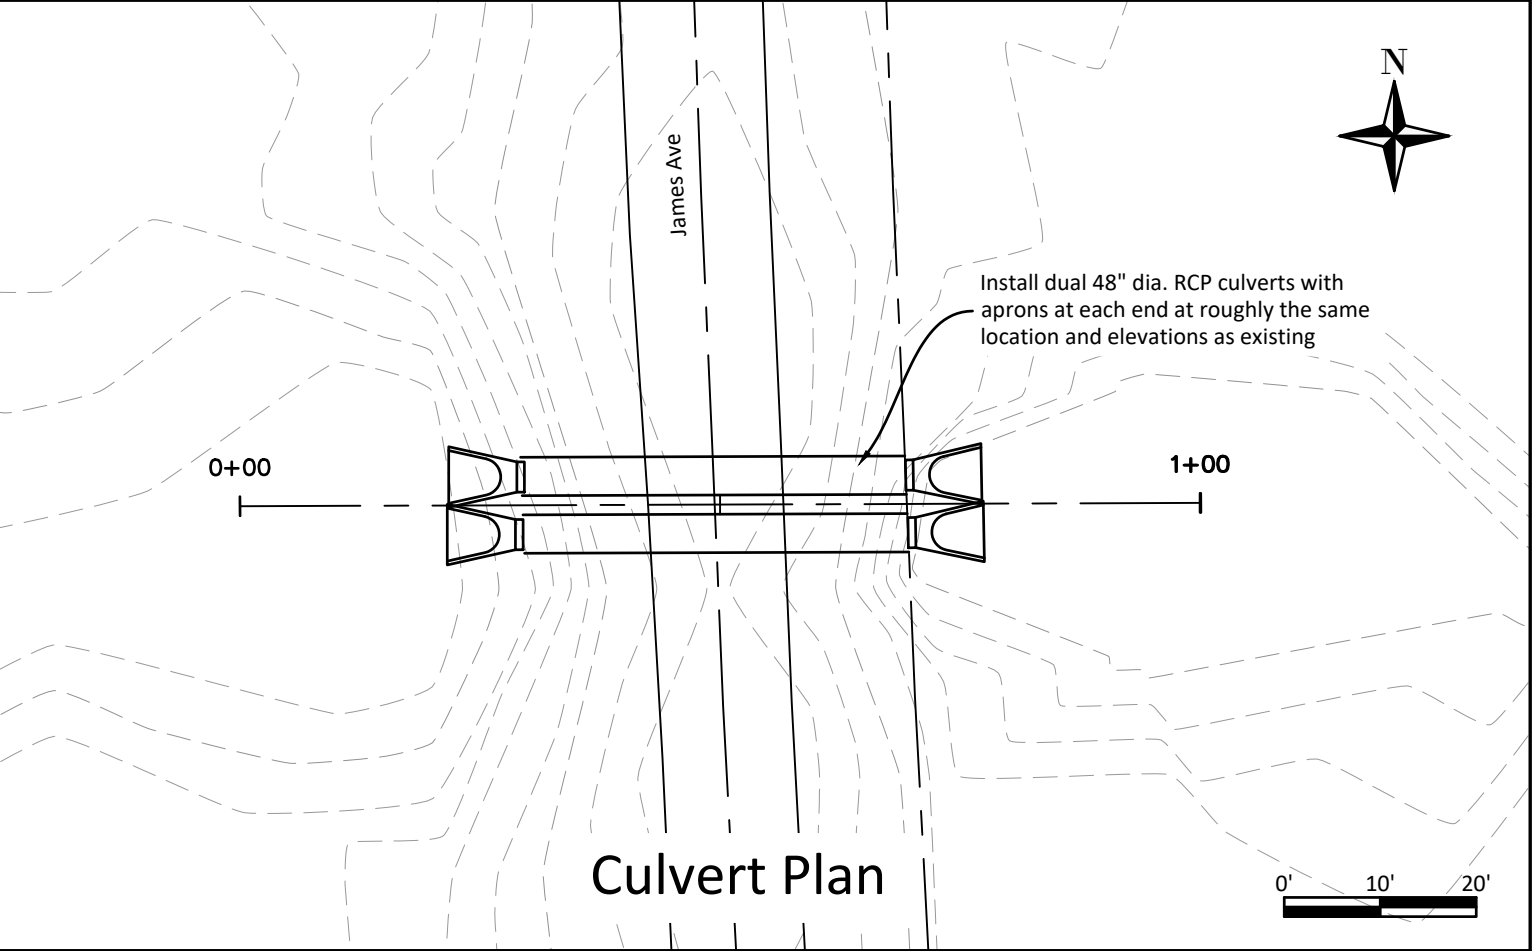 N
James Ave
Install dual 48" dia. RCP culverts with
aprons at each end at roughly the same
location and elevations as existing
0+00
1+00
Culvert Plan
0' 10' 20'